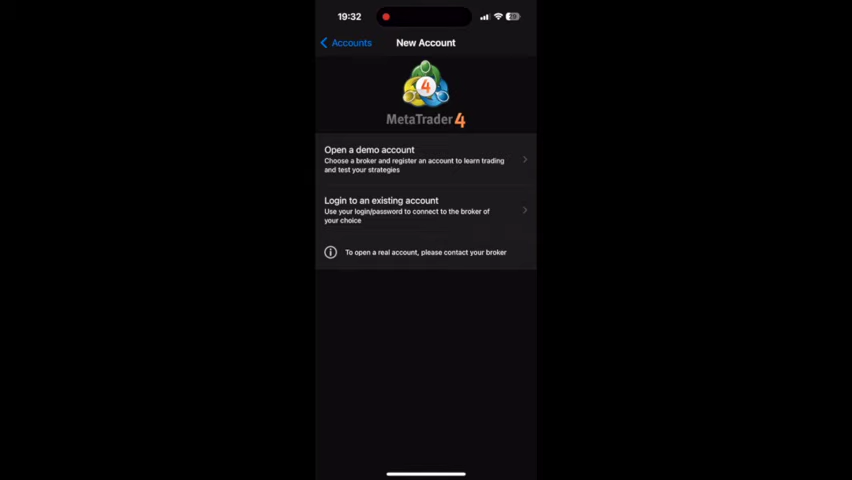 19:32
Accounts
New Account
4
MetaTrader 4
Open a demo account
Choose a broker and register an account to learn trading
and test your strategies
Login to an existing account
Use your login/password to connect to the broker of
your choice
To open a real account, please contact your broker